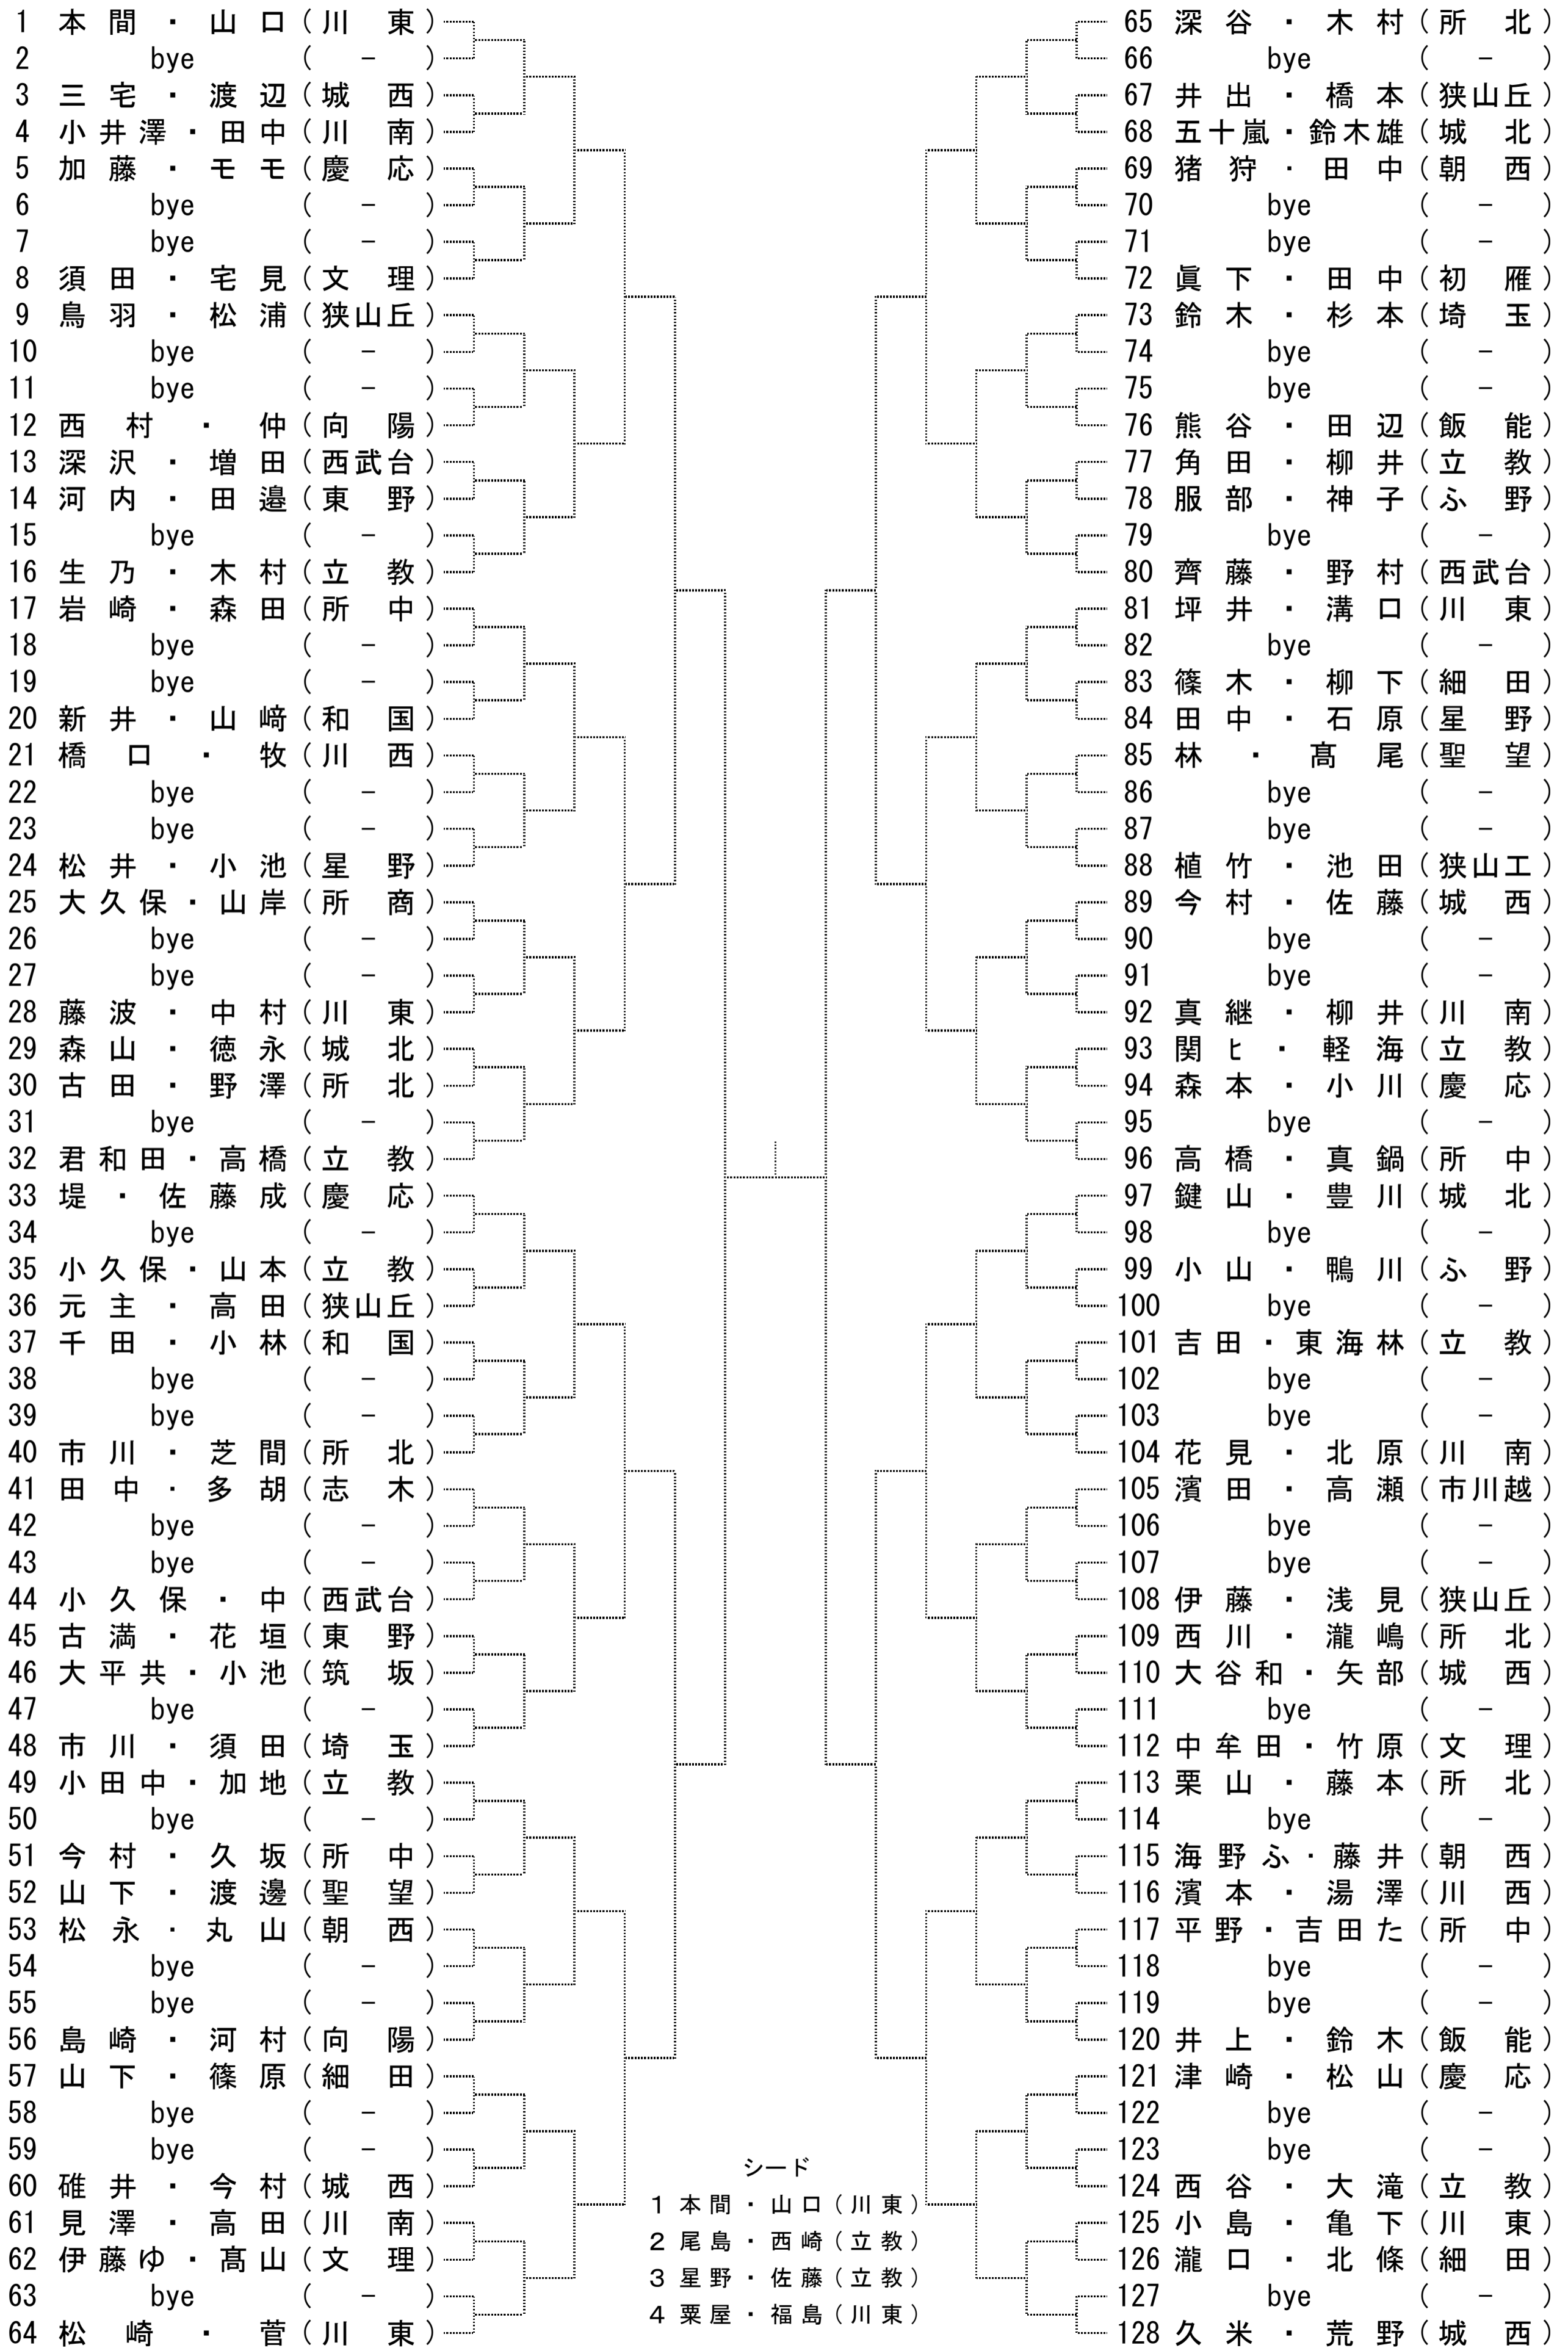 1 本間・山口(川東)
2 bye (－)
3 三宅・渡辺(城西)
4 小井澤・田中(川南)
5 加藤・モモ(慶応)
6 bye (－)
7 bye (－)
8 須田・宅見(文理)
9 鳥羽・松浦(狭山丘)
10 bye (－)
11 bye (－)
12 西村・仲(向陽)
13 深沢・増田(西武台)
14 河内・田邉(東野)
15 bye (－)
16 生乃・木村(立教)
17 岩崎・森田(所中)
18 bye (－)
19 bye (－)
20 新井・山﨑(和国)
21 橋口・牧(川西)
22 bye (－)
23 bye (－)
24 松井・小池(星野)
25 大久保・山岸(所商)
26 bye (－)
27 bye (－)
28 藤波・中村(川東)
29 森山・徳永(城北)
30 古田・野澤(所北)
31 bye (－)
32 君和田・高橋(立教)
33 堤・佐藤成(慶応)
34 bye (－)
35 小久保・山本(立教)
36 元主・高田(狭山丘)
37 千田・小林(和国)
38 bye (－)
39 bye (－)
40 市川・芝間(所北)
41 田中・多胡(志木)
42 bye (－)
43 bye (－)
44 小久保・中(西武台)
45 古満・花垣(東野)
46 大平共・小池(筑坂)
47 bye (－)
48 市川・須田(埼玉)
49 小田中・加地(立教)
50 bye (－)
51 今村・久坂(所中)
52 山下・渡邊(聖望)
53 松永・丸山(朝西)
54 bye (－)
55 bye (－)
56 島崎・河村(向陽)
57 山下・篠原(細田)
58 bye (－)
59 bye (－)
60 碓井・今村(城西)
61 見澤・高田(川南)
62 伊藤ゆ・髙山(文理)
63 bye (－)
64 松崎・菅(川東)
シード
1 本間・山口(川東)
2 尾島・西崎(立教)
3 星野・佐藤(立教)
4 粟屋・福島(川東)
65 深谷・木村(所北)
66 bye (－)
67 井出・橋本(狭山丘)
68 五十嵐・鈴木雄(城北)
69 猪狩・田中(朝西)
70 bye (－)
71 bye (－)
72 眞下・田中(初雁)
73 鈴木・杉本(埼玉)
74 bye (－)
75 bye (－)
76 熊谷・田辺(飯能)
77 角田・柳井(立教)
78 服部・神子(ふ野)
79 bye (－)
80 齊藤・野村(西武台)
81 坪井・溝口(川東)
82 bye (－)
83 篠木・柳下(細田)
84 田中・石原(星野)
85 林・髙尾(聖望)
86 bye (－)
87 bye (－)
88 植竹・池田(狭山工)
89 今村・佐藤(城西)
90 bye (－)
91 bye (－)
92 真継・柳井(川南)
93 関ヒ・軽海(立教)
94 森本・小川(慶応)
95 bye (－)
96 高橋・真鍋(所中)
97 鍵山・豊川(城北)
98 bye (－)
99 小山・鴨川(ふ野)
100 bye (－)
101 吉田・東海林(立教)
102 bye (－)
103 bye (－)
104 花見・北原(川南)
105 濱田・高瀬(市川越)
106 bye (－)
107 bye (－)
108 伊藤・浅見(狭山丘)
109 西川・瀧嶋(所北)
110 大谷和・矢部(城西)
111 bye (－)
112 中牟田・竹原(文理)
113 栗山・藤本(所北)
114 bye (－)
115 海野ふ・藤井(朝西)
116 濱本・湯澤(川西)
117 平野・吉田た(所中)
118 bye (－)
119 bye (－)
120 井上・鈴木(飯能)
121 津崎・松山(慶応)
122 bye (－)
123 bye (－)
124 西谷・大滝(立教)
125 小島・亀下(川東)
126 瀧口・北條(細田)
127 bye (－)
128 久米・荒野(城西)